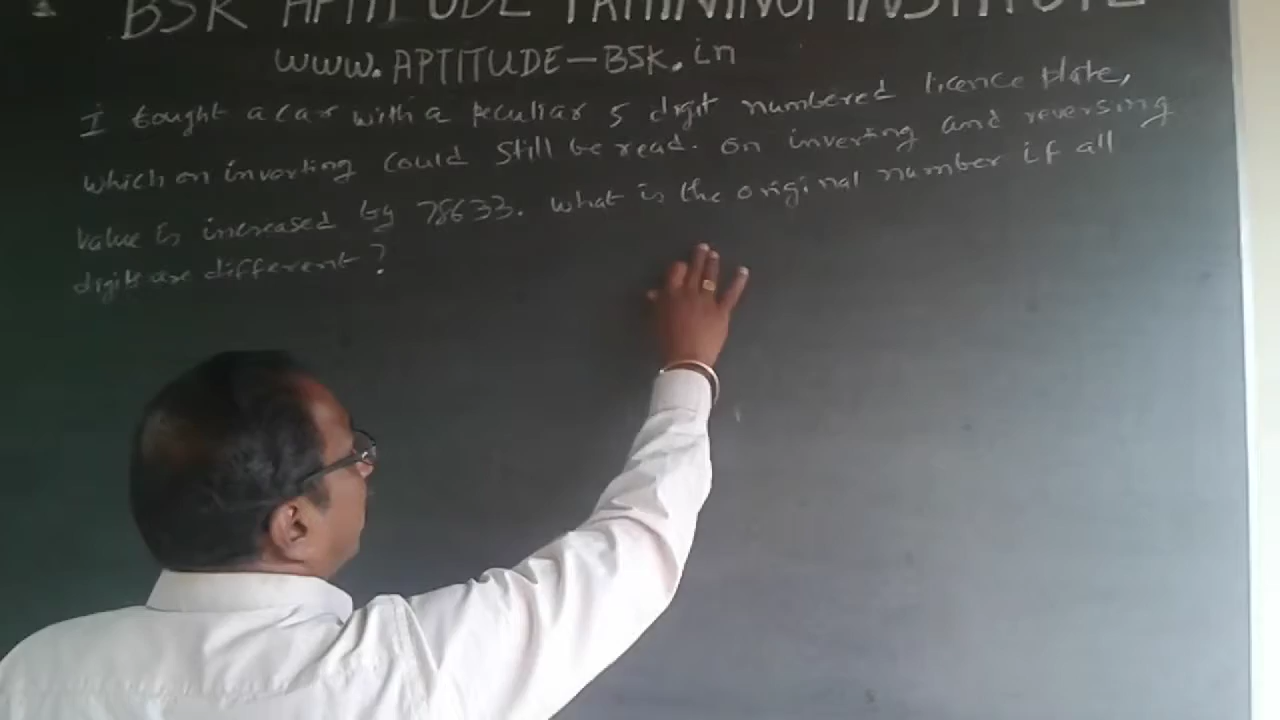 BSK APTITUDE TRAINING INSTITUTE
www.APTITUDE-BSK.in
I bought a car with a peculiar 5 digit numbered licence plate,
which on inverting could still be read. on inverting and reversing
value is increased by 78633. what is the original number if all
digits are different?